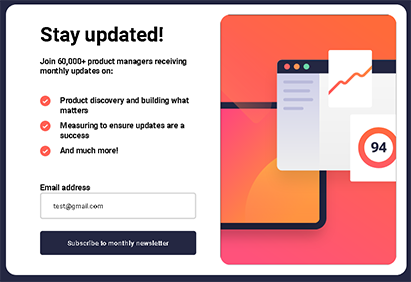 Stay updated!
Join 60,000+ product managers receiving
monthly updates on:
Product discovery and building what
matters
Measuring to ensure updates are a
success
And much more!
Email address
test@gmail.com
Subscribe to monthly newsletter
94